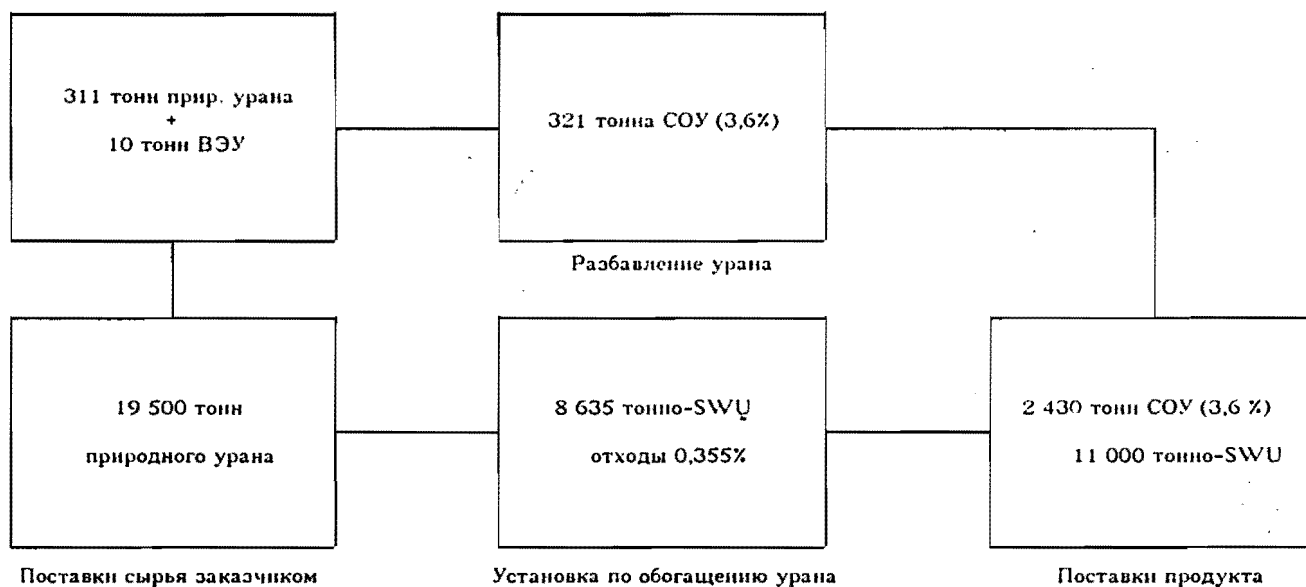 311 тонн прир. урана
+
10 тонн ВЭУ
321 тонна СОУ (3,6%)
Разбавление урана
19 500 тонн
природного урана
8 635 тонно-SWU
отходы 0,355%
2 430 тонн СОУ (3,6 %)
11 000 тонно-SWU
Поставки сырья заказчиком
Установка по обогащению урана
Поставки продукта